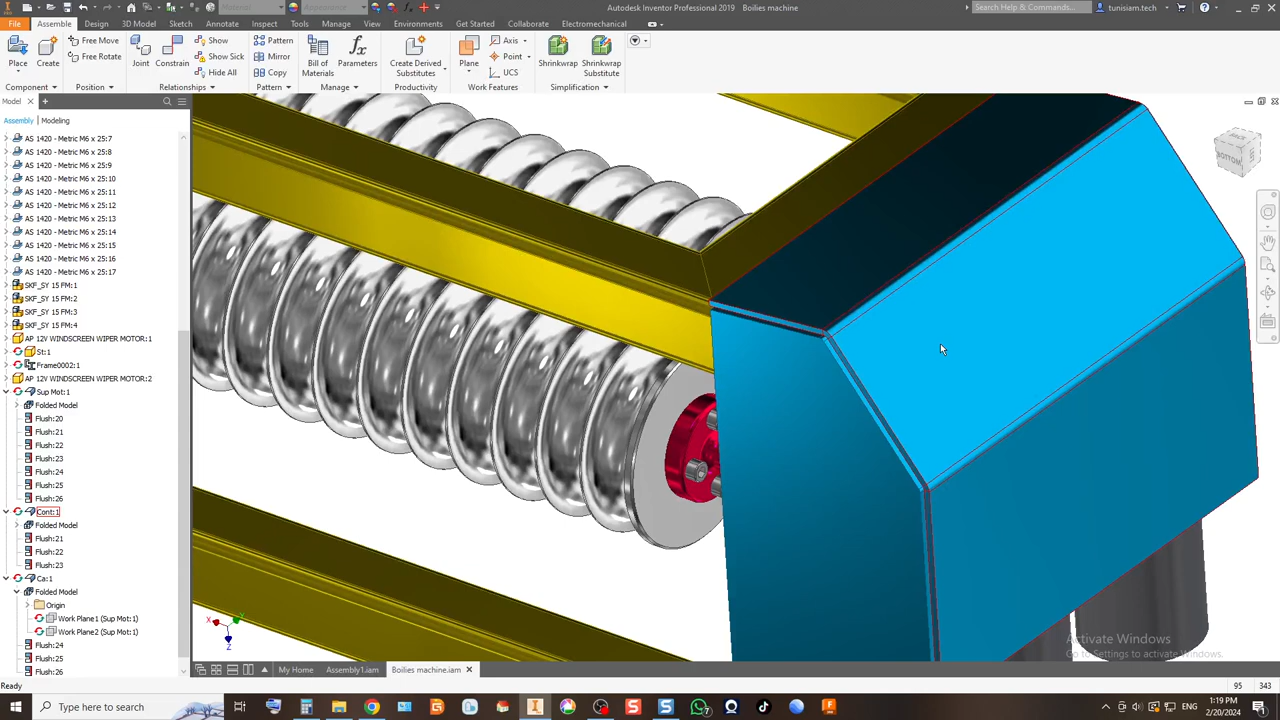 Material
Appearance
Autodesk Inventor Professional 2019   Boilies machine.iam
Search Help & Commands...
tunisiam.tech
File
Assemble
Design
3D Model
Sketch
Annotate
Inspect
Tools
Manage
View
Environments
Get Started
Collaborate
Electromechanical
Place
Create
Free Move
Free Rotate
Joint
Constrain
Show
Show Sick
Hide All
Pattern
Mirror
Copy
Bill of Materials
Parameters
Create Derived Substitutes
Plane
Axis
Point
UCS
Shrinkwrap
Shrinkwrap Substitute
Component
Position
Relationships
Pattern
Manage
Productivity
Work Features
Simplification
Model
Assembly
Modeling
AS 1420 - Metric M6 x 25:7
AS 1420 - Metric M6 x 25:8
AS 1420 - Metric M6 x 25:9
AS 1420 - Metric M6 x 25:10
AS 1420 - Metric M6 x 25:11
AS 1420 - Metric M6 x 25:12
AS 1420 - Metric M6 x 25:13
AS 1420 - Metric M6 x 25:14
AS 1420 - Metric M6 x 25:15
AS 1420 - Metric M6 x 25:16
AS 1420 - Metric M6 x 25:17
SKF_SY 15 FM:1
SKF_SY 15 FM:2
SKF_SY 15 FM:3
SKF_SY 15 FM:4
AP 12V WINDSCREEN WIPER MOTOR:1
St:1
Frame0002:1
AP 12V WINDSCREEN WIPER MOTOR:2
Sup Mot:1
Folded Model
Flush:20
Flush:21
Flush:22
Flush:23
Flush:24
Flush:25
Flush:26
Cont:1
Folded Model
Flush:21
Flush:22
Flush:23
Ca:1
Folded Model
Origin
Work Plane1 (Sup Mot:1)
Work Plane2 (Sup Mot:1)
Flush:24
Flush:25
Flush:26
BOTTOM
X
Y
Z
Activate Windows
Go to Settings to activate Windows.
My Home
Assembly1.iam
Boilies machine.iam
Ready
95
343
Type here to search
1:19 PM
2/20/2024